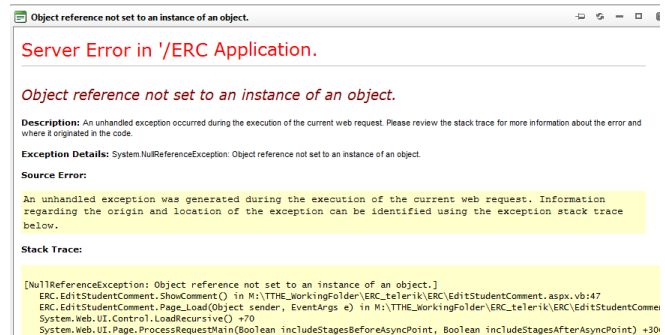 Object reference not set to an instance of an object.
Server Error in '/ERC Application.
Object reference not set to an instance of an object.
Description: An unhandled exception occurred during the execution of the current web request. Please review the stack trace for more information about the error and
where it originated in the code.
Exception Details: System.NullReferenceException: Object reference not set to an instance of an object.
Source Error:
An unhandled exception was generated during the execution of the current web request. Information
regarding the origin and location of the exception can be identified using the exception stack trace
below.
Stack Trace:
[NullReferenceException: Object reference not set to an instance of an object.]
ERC.EditStudentComment.ShowComment() in M:\TTHE_WorkingFolder\ERC_telerik\ERC\EditStudentComment.aspx.vb:47
ERC.EditStudentComment.Page_Load(Object sender, EventArgs e) in M:\TTHE_WorkingFolder\ERC_telerik\ERC\EditStudentCommen
System.Web.UI.Control.LoadRecursive() +70
System.Web.UI.Page.ProcessRequestMain(Boolean includeStagesBeforeAsyncPoint, Boolean includeStagesAfterAsyncPoint) +30